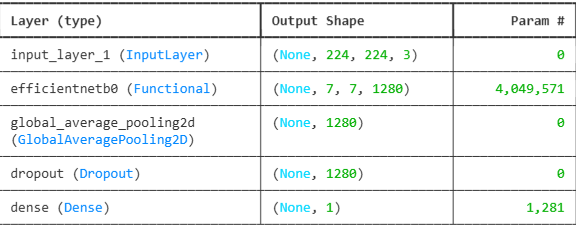 Layer (type) Output Shape Param #
input_layer_1 (InputLayer) (None, 224, 224, 3) 0
efficientnetb0 (Functional) (None, 7, 7, 1280) 4,049,571
global_average_pooling2d (None, 1280) 0
(GlobalAveragePooling2D)
dropout (Dropout) (None, 1280) 0
dense (Dense) (None, 1) 1,281